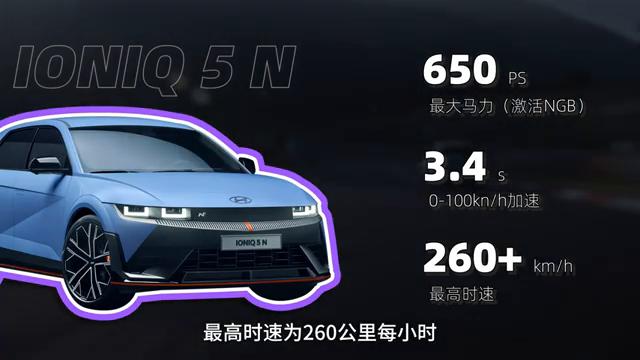 IONIQ 5 N
650 PS
最大马力（激活NGB）
3.4 s
0-100kn/h加速
260+ km/h
最高时速
N
IONIQ 5 N
最高时速为260公里每小时